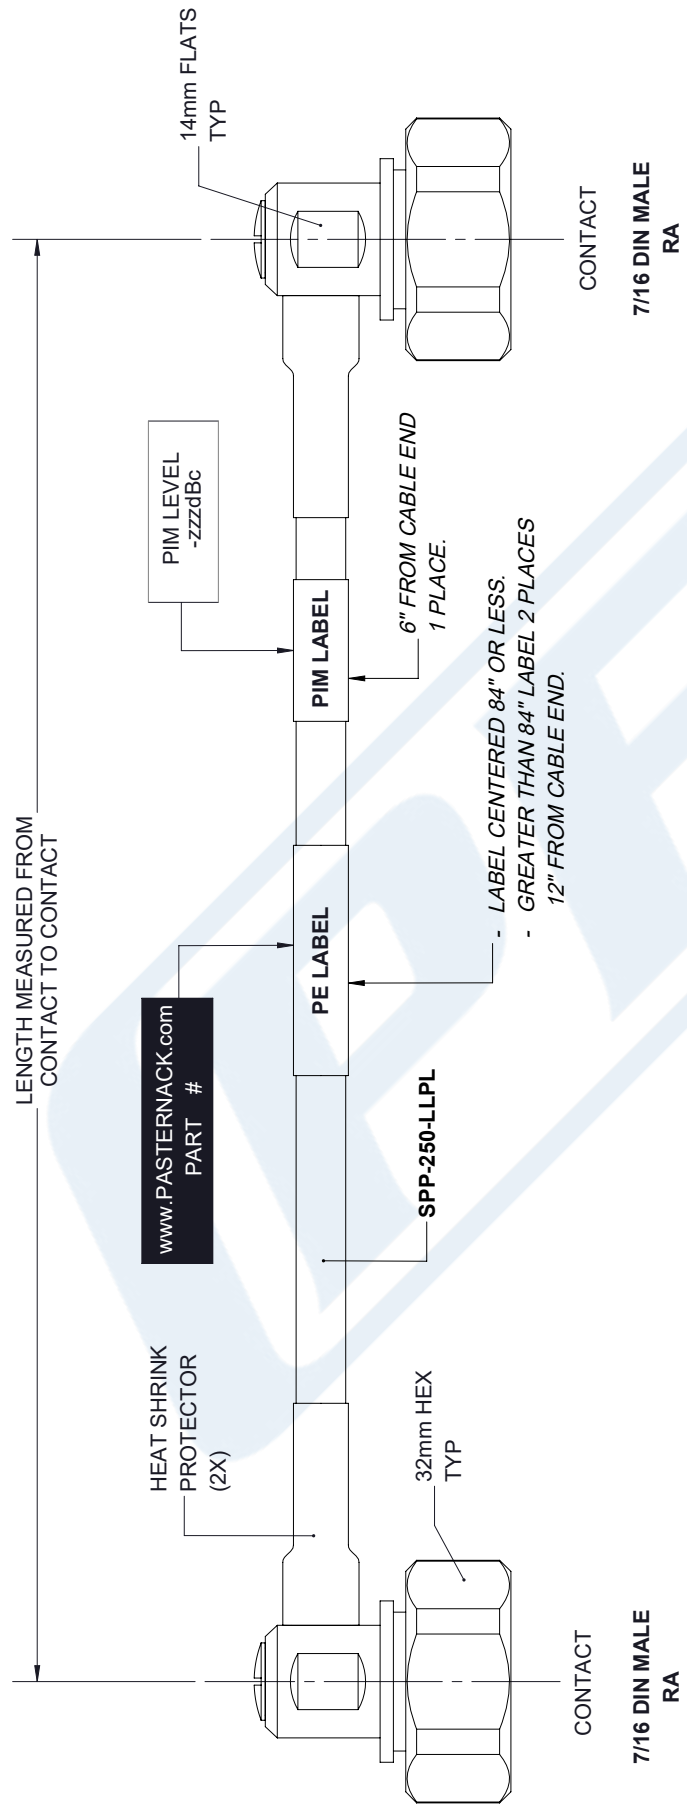 LENGTH MEASURED FROM
CONTACT TO CONTACT
www.PASTERNACK.com
PART #
PIM LEVEL
-zzzdBc
14mm FLATS
TYP
HEAT SHRINK
PROTECTOR
(2X)
PE LABEL
PIM LABEL
6" FROM CABLE END
1 PLACE.
SPP-250-LLPL
- LABEL CENTERED 84" OR LESS.
- GREATER THAN 84" LABEL 2 PLACES
12" FROM CABLE END.
32mm HEX
TYP
CONTACT
7/16 DIN MALE
RA
CONTACT
7/16 DIN MALE
RA